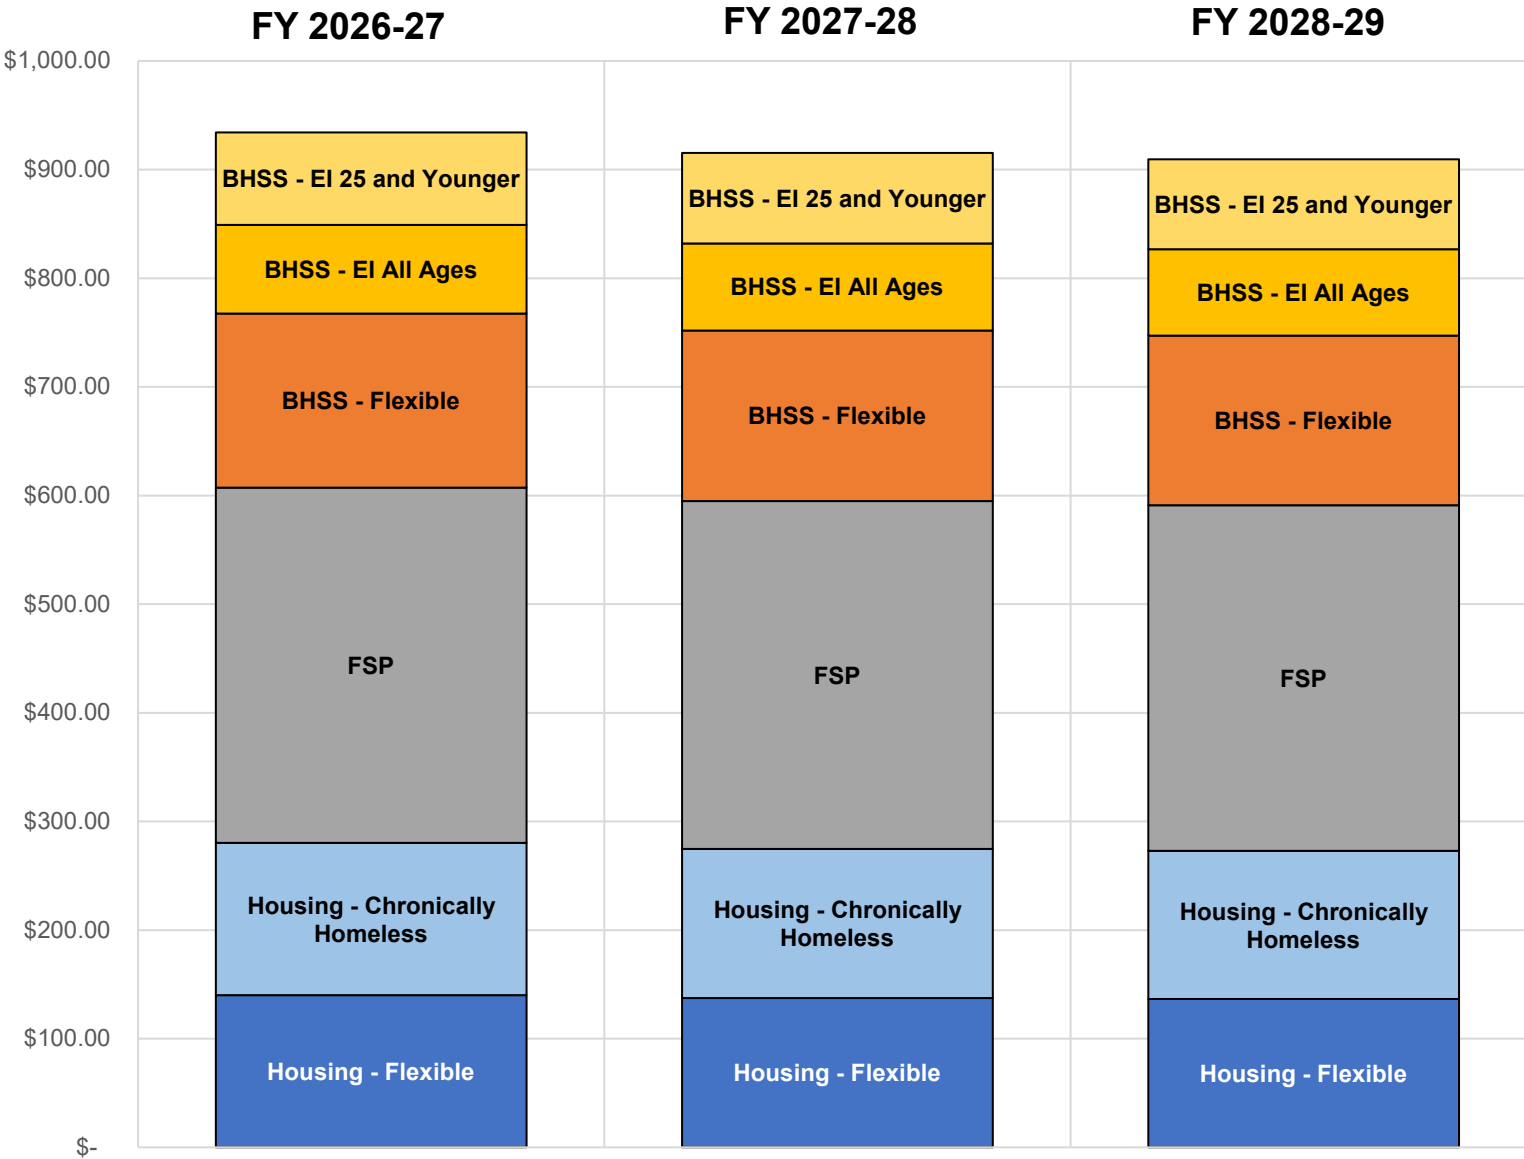 FY 2026-27
FY 2027-28
FY 2028-29
$1,000.00
$900.00
$800.00
$700.00
$600.00
$500.00
$400.00
$300.00
$200.00
$100.00
$-
BHSS - EI 25 and Younger
BHSS - EI All Ages
BHSS - Flexible
FSP
Housing - Chronically
Homeless
Housing - Flexible
BHSS - EI 25 and Younger
BHSS - EI All Ages
BHSS - Flexible
FSP
Housing - Chronically
Homeless
Housing - Flexible
BHSS - EI 25 and Younger
BHSS - EI All Ages
BHSS - Flexible
FSP
Housing - Chronically
Homeless
Housing - Flexible